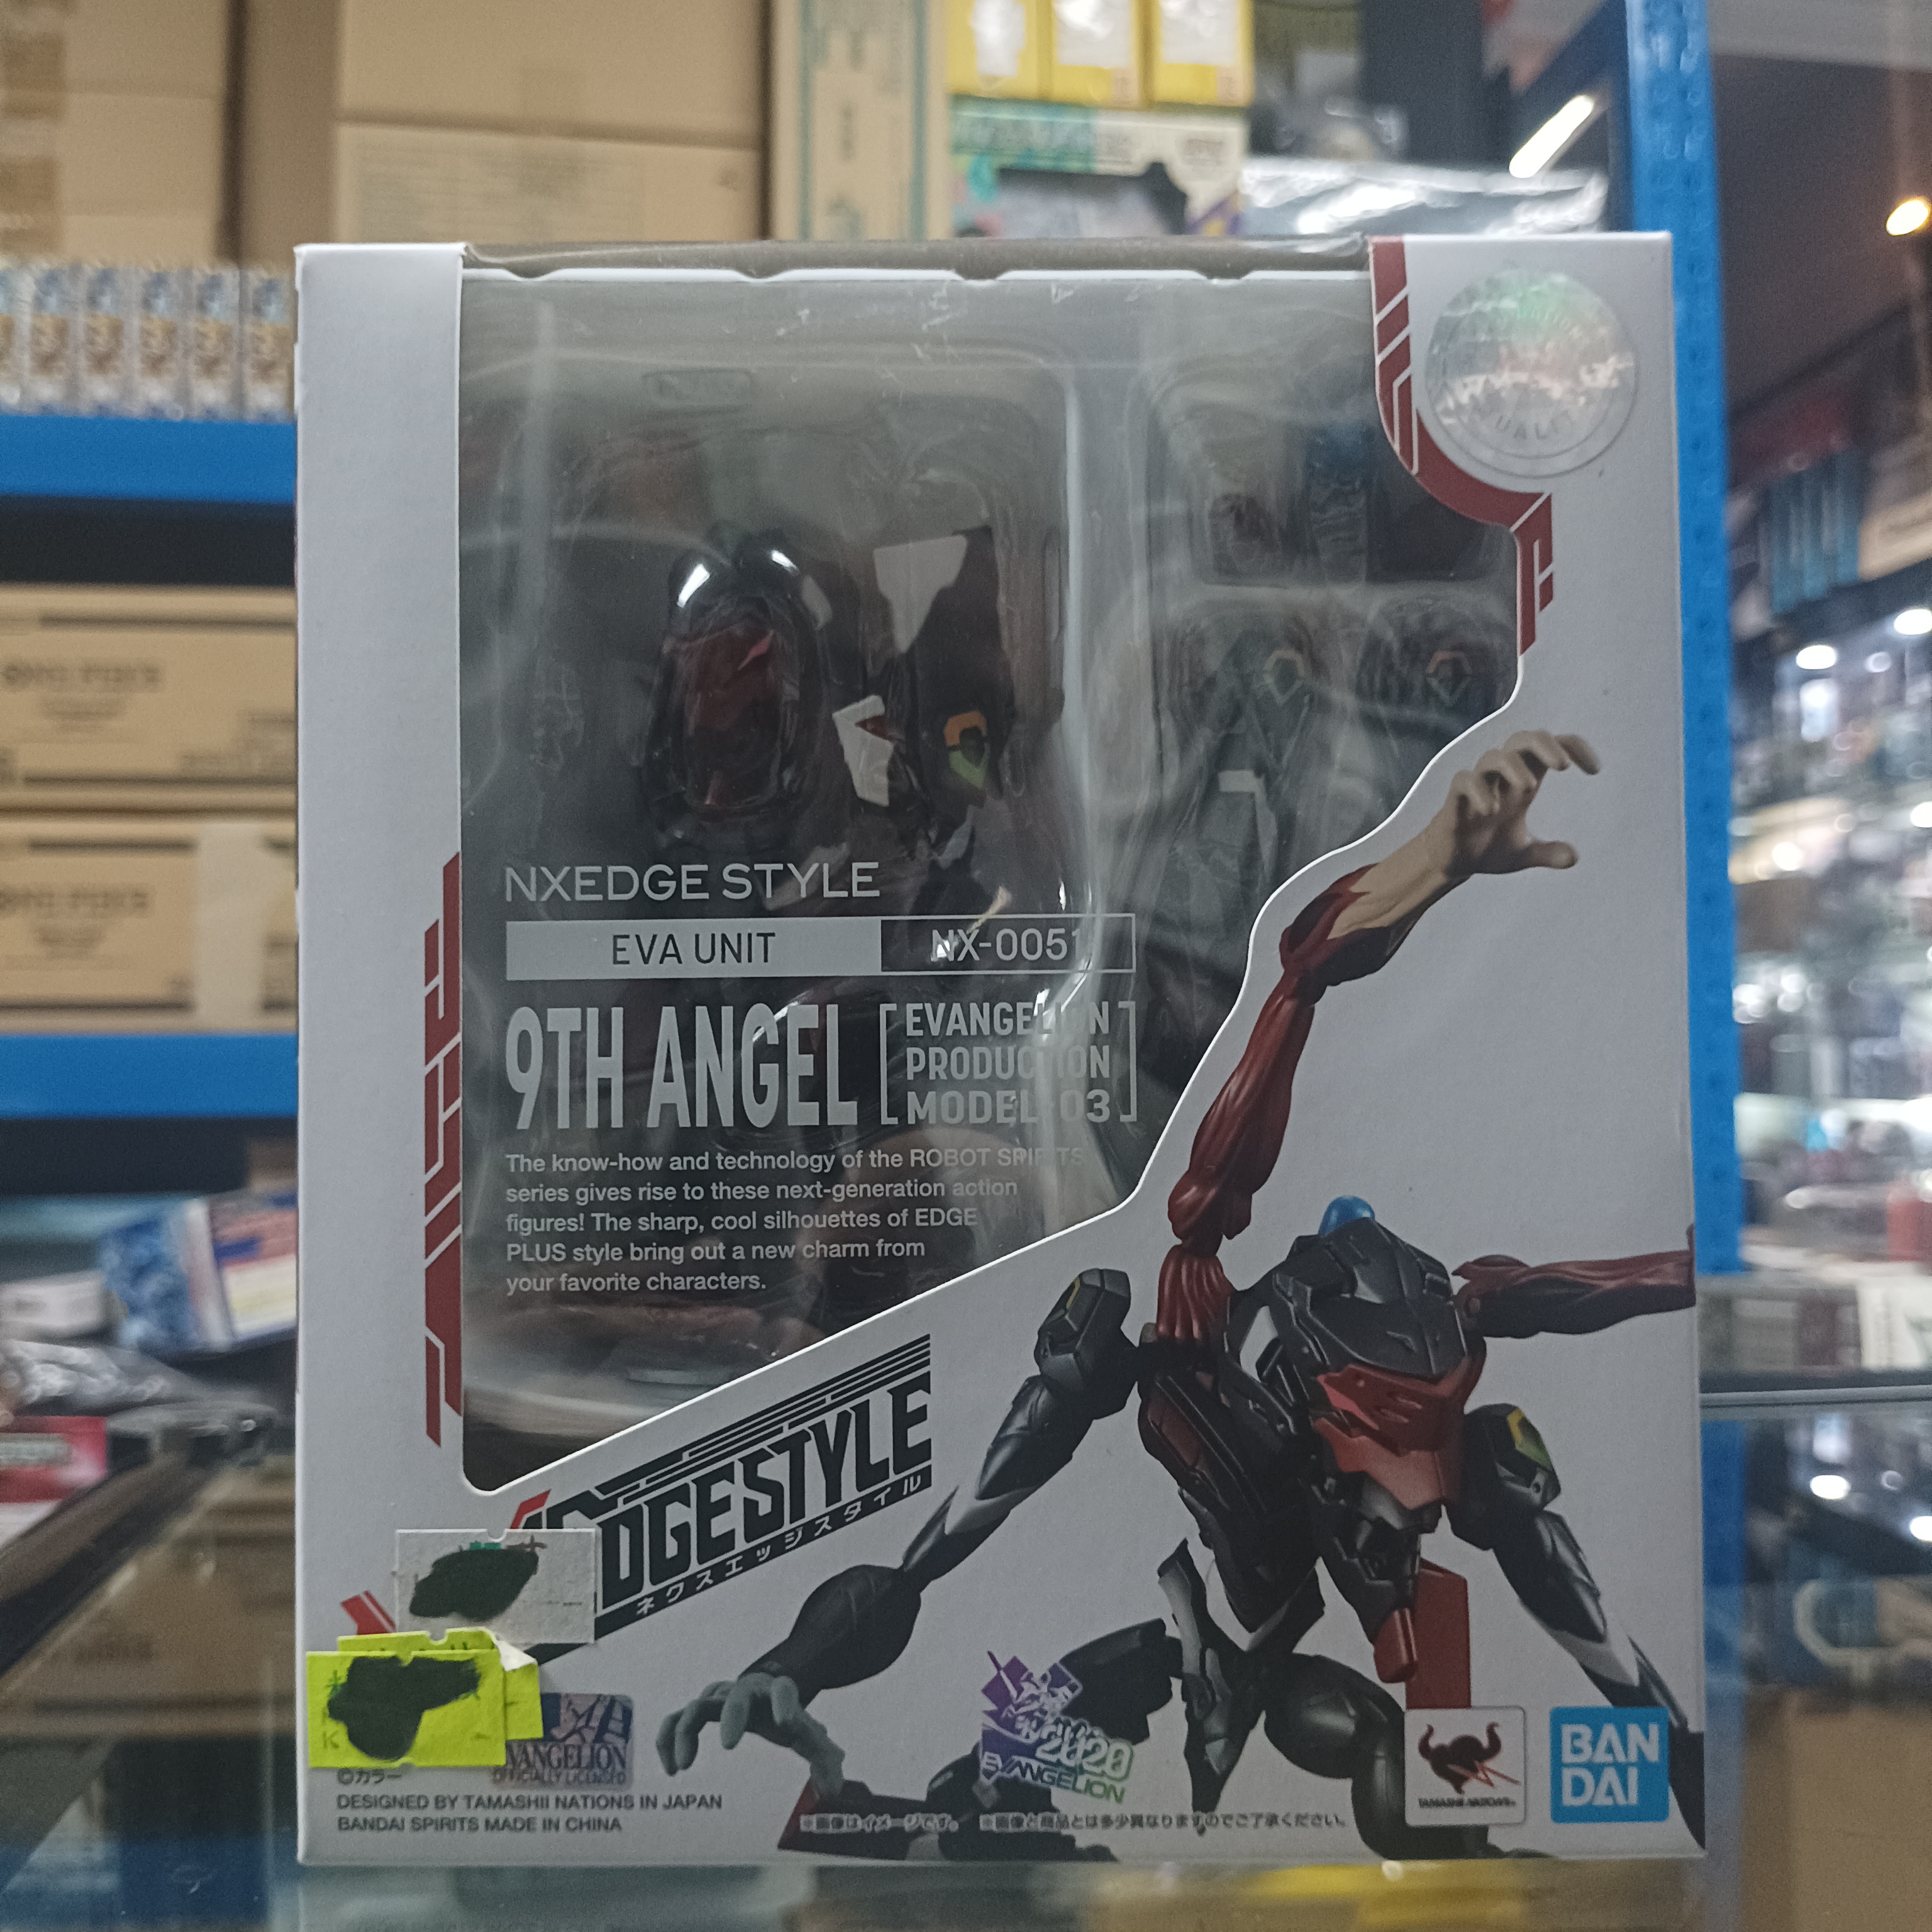 QUALITY
NXEDGE STYLE
EVA UNIT NX-0051
9TH ANGEL [EVANGELION
PRODUCTION
MODEL-03]
The know-how and technology of the ROBOT SPIRITS
series gives rise to these next-generation action
figures! The sharp, cool silhouettes of EDGE
PLUS style bring out a new charm from
your favorite characters.
EDGE STYLE
ネクスエッジスタイル
EVANGELION
OFFICIALLY LICENSED
2020
EVANGELION
©カラー
DESIGNED BY TAMASHII NATIONS IN JAPAN
BANDAI SPIRITS MADE IN CHINA
※画像はイメージです。 ※画像と商品とは多少異なりますのでご了承ください。
TAMASHII NATIONS
BAN
DAI